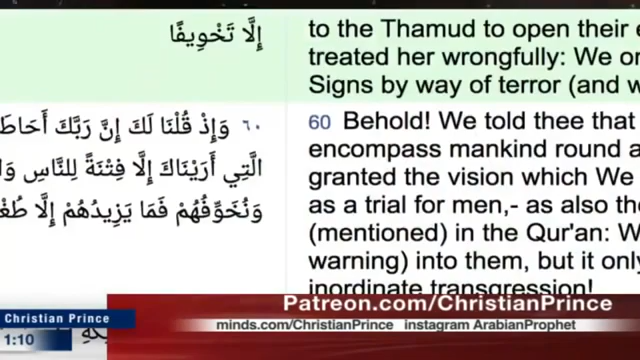 إِلَّا تَخْوِيفًا
to the Thamud to open their
treated her wrongfully: We
Signs by way of terror (and
٦٠ وَإِذْ قُلْنَا لَكَ إِنَّ رَبَّكَ
الَّتِي أَرَيْنَاكَ إِلَّا فِتْنَةً لِلنَّاسِ
وَنُخَوِّفُهُمْ فَمَا يَزِيدُهُمْ إِلَّا
60 Behold! We told thee that
encompass mankind round
granted the vision which We
as a trial for men,- as also
(mentioned) in the Qur'an:
warning) into them, but it only
inordinate transgression!
Patreon.com/ChristianPrince
minds.com/ChristianPrince instagram ArabianProphet
Christian Prince
1:10